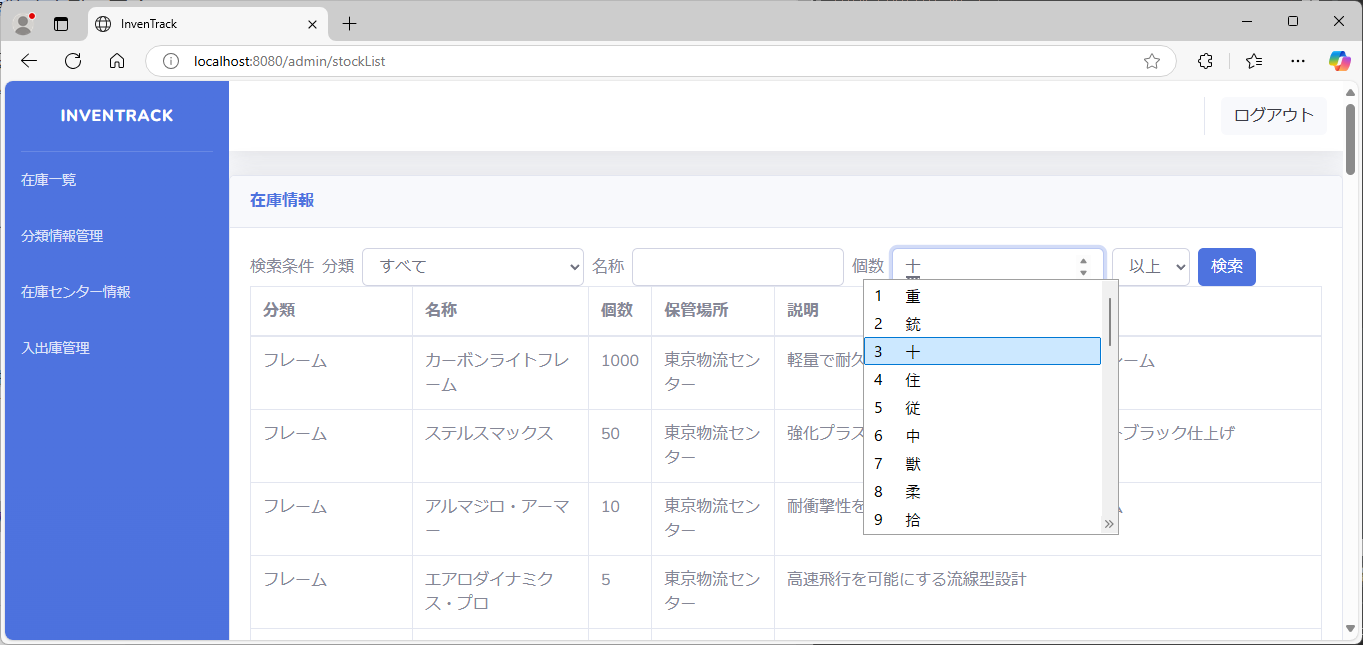 InvenTrack
localhost:8080/admin/stockList
INVENTRACK
ログアウト
在庫一覧
分類情報管理
在庫センター情報
入出庫管理
在庫情報
検索条件 分類 すべて 名称 個数 十 以上 検索
1 重
2 銃
3 十
4 住
5 従
6 中
7 獣
8 柔
9 拾
分類 名称 個数 保管場所 説明
フレーム カーボンライトフレ 1000 東京物流セン 軽量で耐久 ーム
ーム ター
フレーム ステルスマックス 50 東京物流セン 強化プラス トブラック仕上げ
ター
フレーム アルマジロ・アーマ 10 東京物流セン 耐衝撃性を
ー ター
フレーム エアロダイナミク 5 東京物流セン 高速飛行を可能にする流線型設計
ス・プロ ター